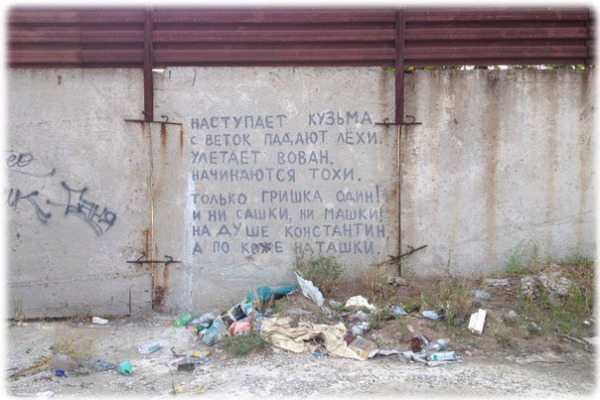 НАСТУПАЕТ КУЗЬМА
С ВЕТОК ПАДАЮТ ЛЁХИ.
УЛЕТАЕТ ВОВАН,
НАЧИНАЮТСЯ ТОХИ.
ТОЛЬКО ГРИШКА ОДИН!
И НИ САШКИ, НИ МАШКИ!
НА ДУШЕ КОНСТАНТИН
А ПО КОЖЕ НАТАШКИ.